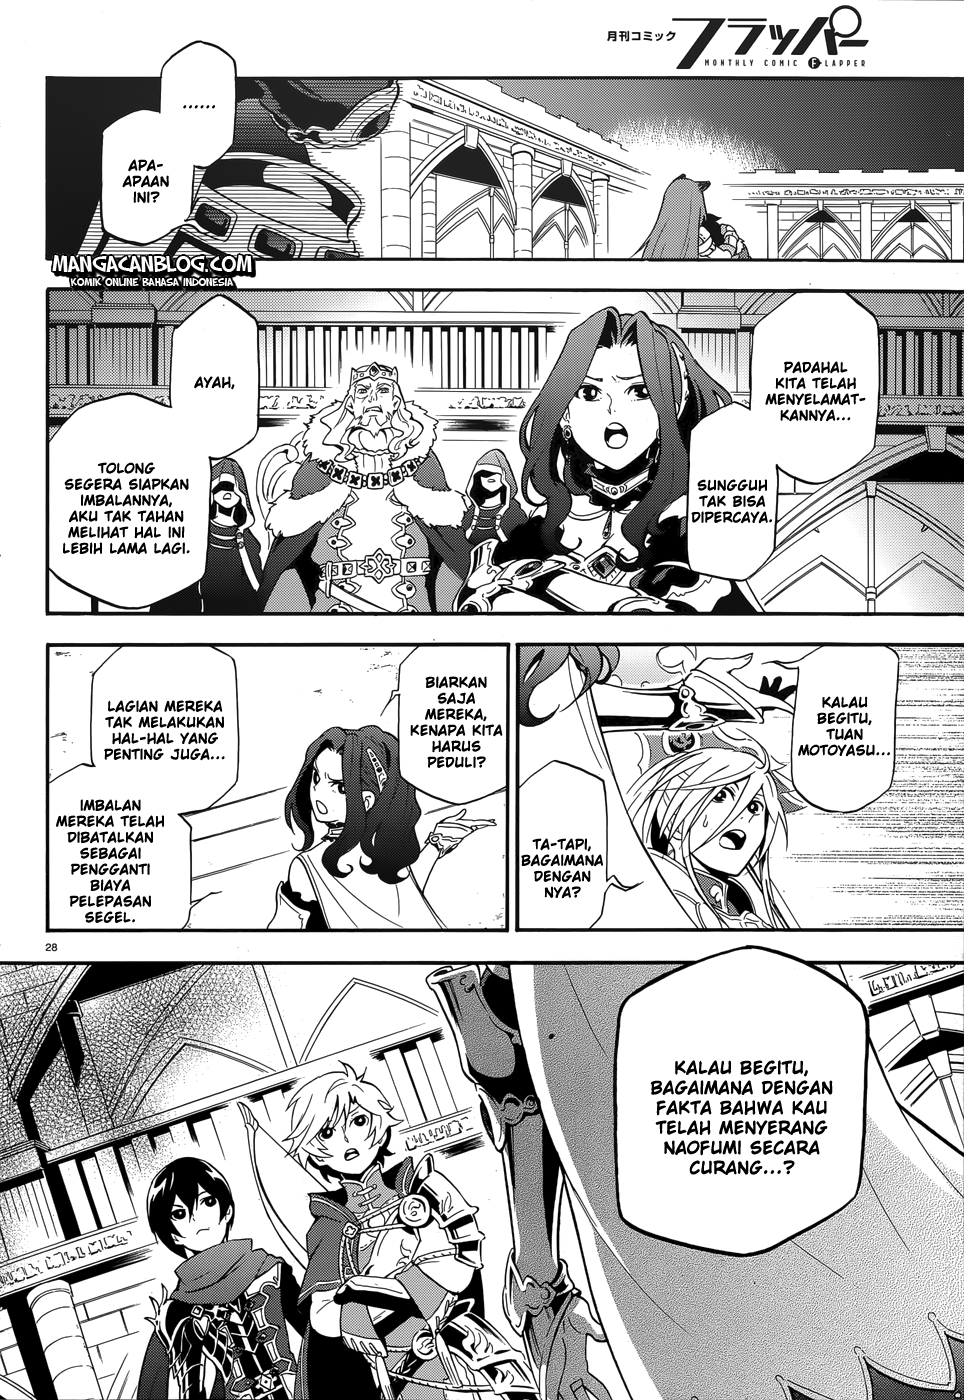 月刊コミック
フラッパー
MONTHLY COMIC FLAPPER
......
APA-
APAAN
INI?
MANGACANBLOG.COM
KOMIK ONLINE BAHASA INDONESIA
PADAHAL
KITA TELAH
MENYELAMAT-
KANNYA...
SUNGGUH
TAK BISA
DIPERCAYA.
AYAH,
TOLONG
SEGERA SIAPKAN
IMBALANNYA,
AKU TAK TAHAN
MELIHAT HAL INI
LEBIH LAMA LAGI.
KALAU
BEGITU,
TUAN
MOTOYASU...
TA-TAPI,
BAGAIMANA
DENGAN
NYA?
BIARKAN
SAJA
MEREKA,
KENAPA KITA
HARUS
PEDULI?
LAGIAN MEREKA
TAK MELAKUKAN
HAL-HAL YANG
PENTING JUGA...
IMBALAN
MEREKA TELAH
DIBATALKAN
SEBAGAI
PENGGANTI
BIAYA
PELEPASAN
SEGEL.
28
KALAU BEGITU,
BAGAIMANA DENGAN
FAKTA BAHWA KAU
TELAH MENYERANG
NAOFUMI SECARA
CURANG...?